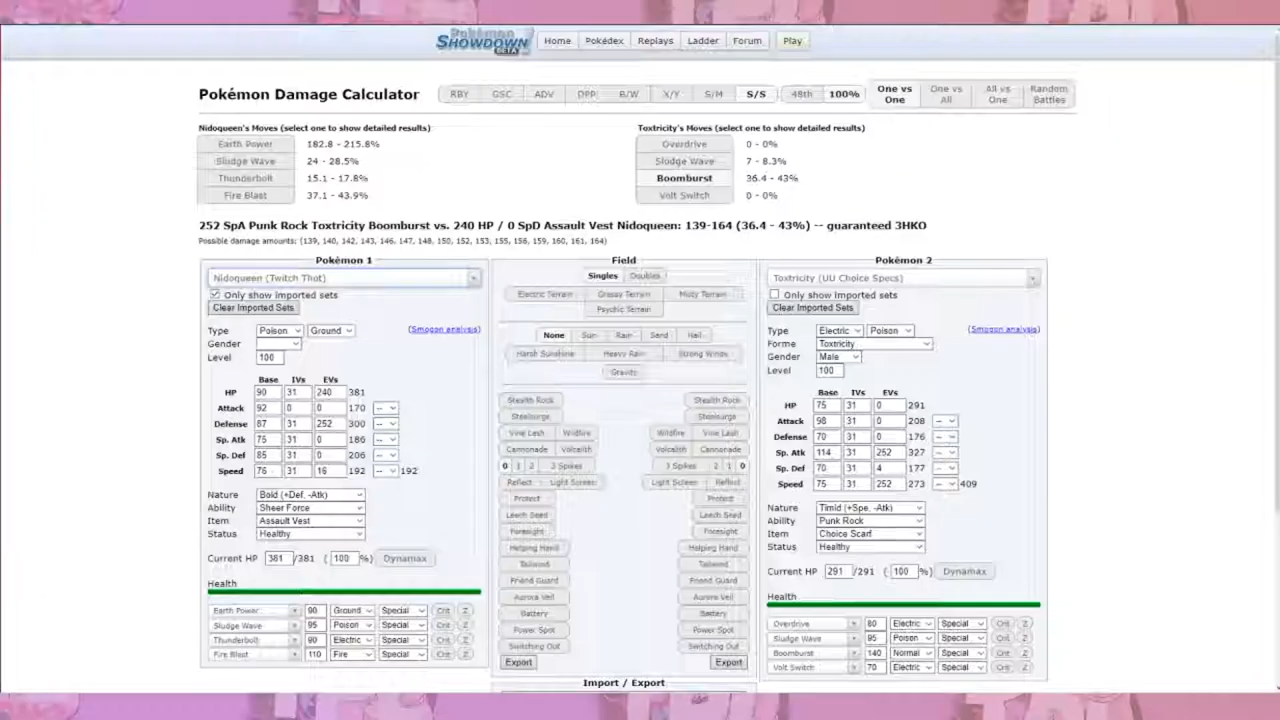 Pokémon
SHOWDOWN
BETA
Home Pokédex Replays Ladder Forum Play
Pokémon Damage Calculator
RBY GSC ADV DPP B/W X/Y S/M S/S 48th 100% One vs One One vs All All vs One Random Battles
Nidoqueen's Moves (select one to show detailed results) Toxtricity's Moves (select one to show detailed results)
Earth Power 182.8 - 215.8% Overdrive 0 - 0%
Sludge Wave 24 - 28.5% Sludge Wave 7 - 8.3%
Thunderbolt 15.1 - 17.8% Boomburst 36.4 - 43%
Fire Blast 37.1 - 43.9% Volt Switch 0 - 0%
252 SpA Punk Rock Toxtricity Boomburst vs. 240 HP / 0 SpD Assault Vest Nidoqueen: 139-164 (36.4 - 43%) -- guaranteed 3HKO
Possible damage amounts: (139, 140, 142, 143, 146, 147, 148, 150, 152, 153, 155, 156, 159, 160, 161, 164)
Pokémon 1
Nidoqueen (Twitch Thot)
Only show imported sets
Clear Imported Sets
Type Poison Ground (Smogon analysis)
Gender
Level 100
Base IVs EVs
HP 90 31 240 381
Attack 92 0 0 170 --
Defense 87 31 252 300 --
Sp. Atk 75 31 0 186 --
Sp. Def 85 31 0 206 --
Speed 76 31 16 192 -- 192
Nature Bold (+Def, -Atk)
Ability Sheer Force
Item Assault Vest
Status Healthy
Current HP 381 /381 ( 100 %) Dynamax
Health
Earth Power 90 Ground Special Crit Z
Sludge Wave 95 Poison Special Crit Z
Thunderbolt 90 Electric Special Crit Z
Fire Blast 110 Fire Special Crit Z
Field
Singles Doubles
Electric Terrain Grassy Terrain Misty Terrain
Psychic Terrain
None Sun Rain Sand Hail
Harsh Sunshine Heavy Rain Strong Winds
Gravity
Stealth Rock Stealth Rock
Steelsurge Steelsurge
Vine Lash Wildfire Wildfire Vine Lash
Cannonade Volcalith Volcalith Cannonade
0 1 2 3 Spikes 3 Spikes 2 1 0
Reflect Light Screen Light Screen Reflect
Protect Protect
Leech Seed Leech Seed
Foresight Foresight
Helping Hand Helping Hand
Tailwind Tailwind
Friend Guard Friend Guard
Aurora Veil Aurora Veil
Battery Battery
Power Spot Power Spot
Switching Out Switching Out
Export Export
Import / Export
Pokémon 2
Toxtricity (UU Choice Specs)
Only show imported sets
Clear Imported Sets
Type Electric Poison (Smogon analysis)
Forme Toxtricity
Gender Male
Level 100
Base IVs EVs
HP 75 31 0 291
Attack 98 31 0 208 --
Defense 70 31 0 176 --
Sp. Atk 114 31 252 327 --
Sp. Def 70 31 4 177 --
Speed 75 31 252 273 -- 409
Nature Timid (+Spe, -Atk)
Ability Punk Rock
Item Choice Scarf
Status Healthy
Current HP 291 /291 ( 100 %) Dynamax
Health
Overdrive 80 Electric Special Crit Z
Sludge Wave 95 Poison Special Crit Z
Boomburst 140 Normal Special Crit Z
Volt Switch 70 Electric Special Crit Z